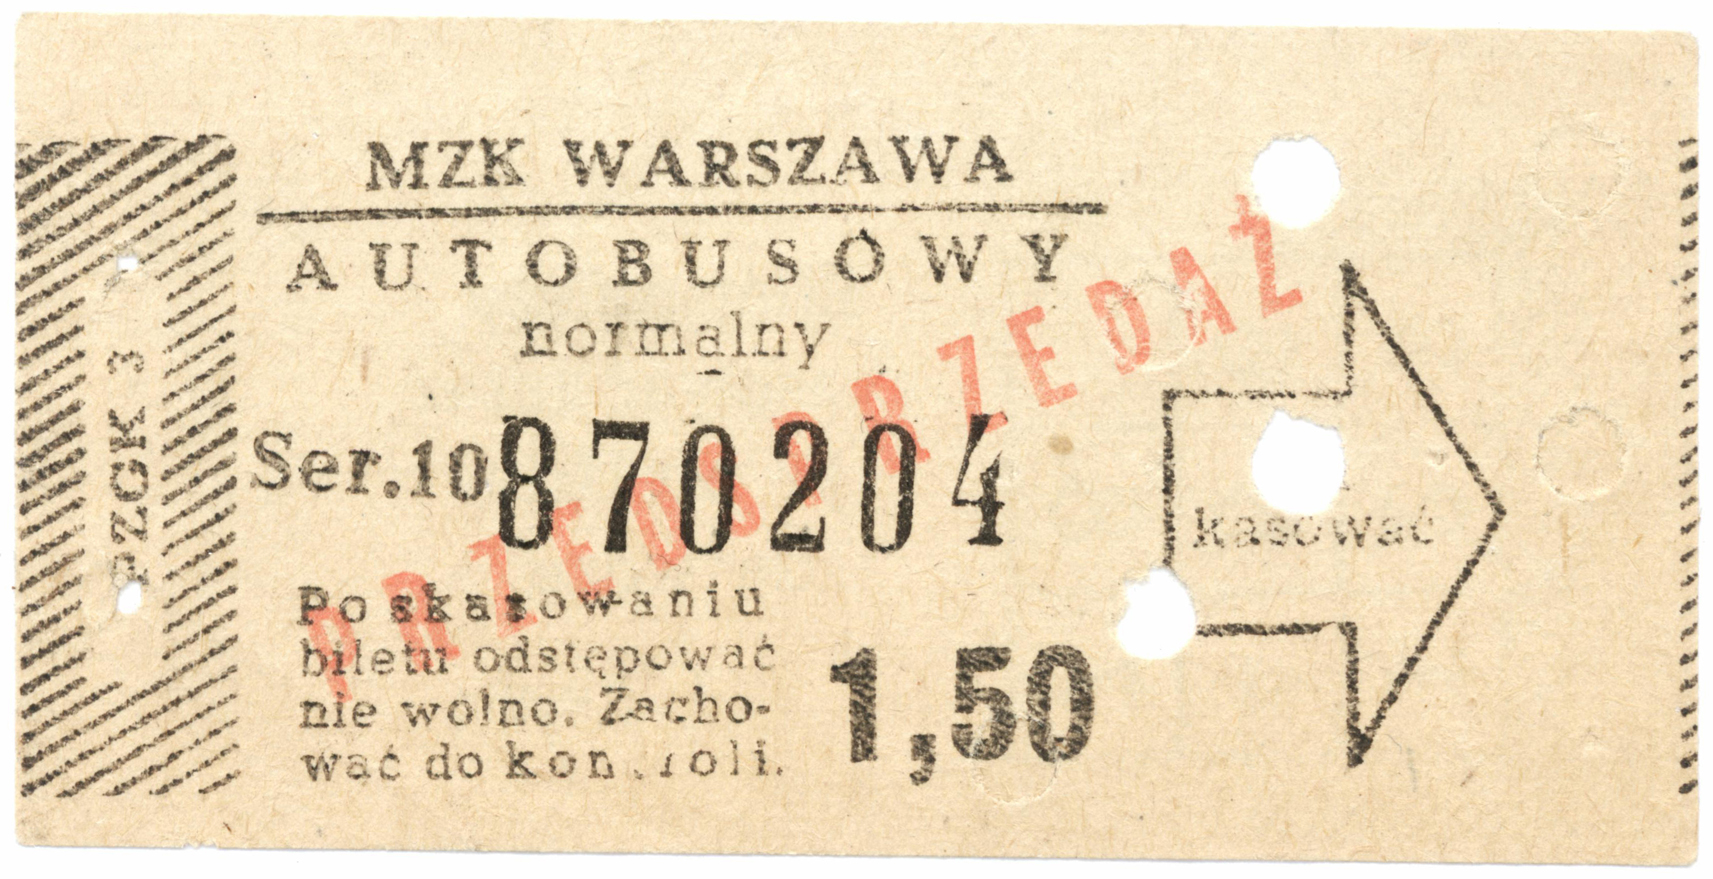 MZK WARSZAWA
AUTOBUSOWY
normalny
Ser.10 870204
PRZEDSPRZEDAŻ
Po skasowaniu
biletu odstępować
nie wolno. Zacho-
wać do kontroli.
1,50
kasować
PZGK 3